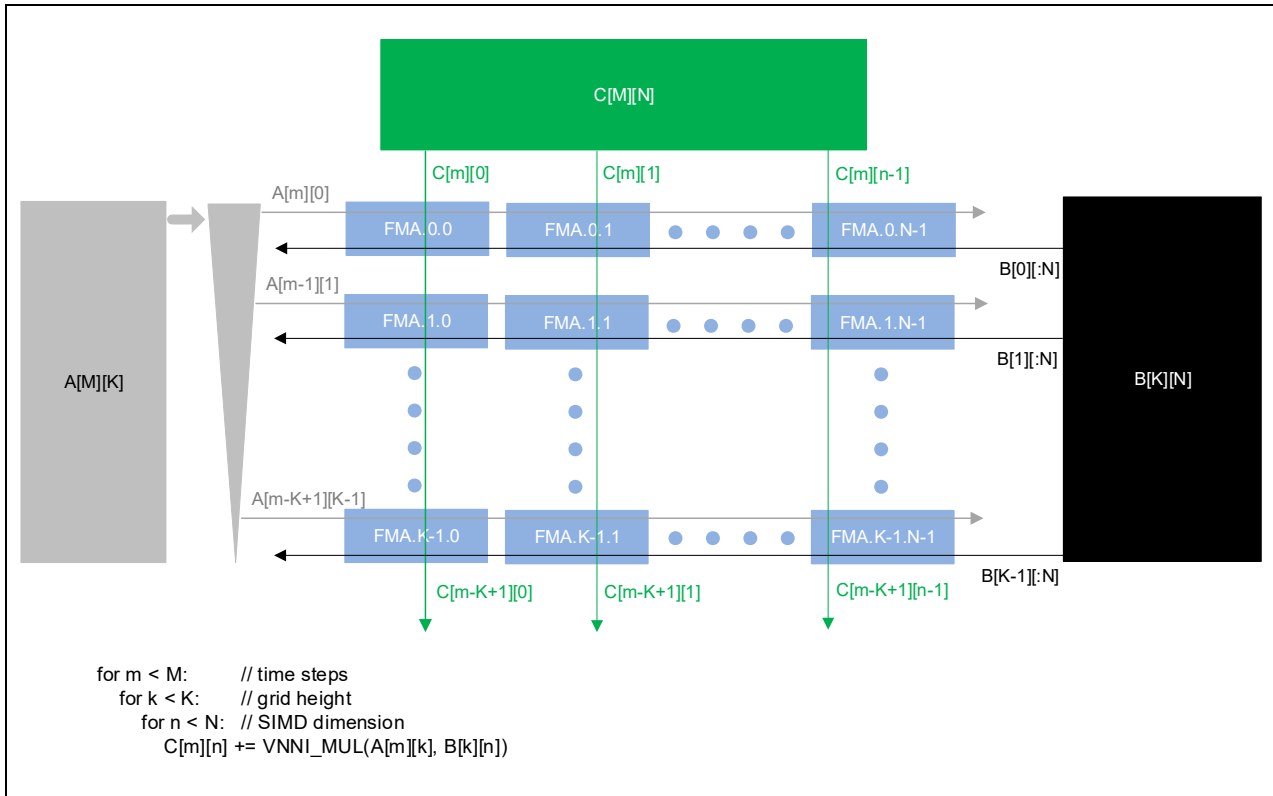 C[M][N]
C[m][0]
C[m][1]
C[m][n-1]
A[m][0]
FMA.0.0
FMA.0.1
FMA.0.N-1
B[0][:N]
A[m-1][1]
FMA.1.0
FMA.1.1
FMA.1.N-1
B[1][:N]
A[M][K]
B[K][N]
A[m-K+1][K-1]
FMA.K-1.0
FMA.K-1.1
FMA.K-1.N-1
B[K-1][:N]
C[m-K+1][0]
C[m-K+1][1]
C[m-K+1][n-1]
for m < M: // time steps
for k < K: // grid height
for n < N: // SIMD dimension
C[m][n] += VNNI_MUL(A[m][k], B[k][n])